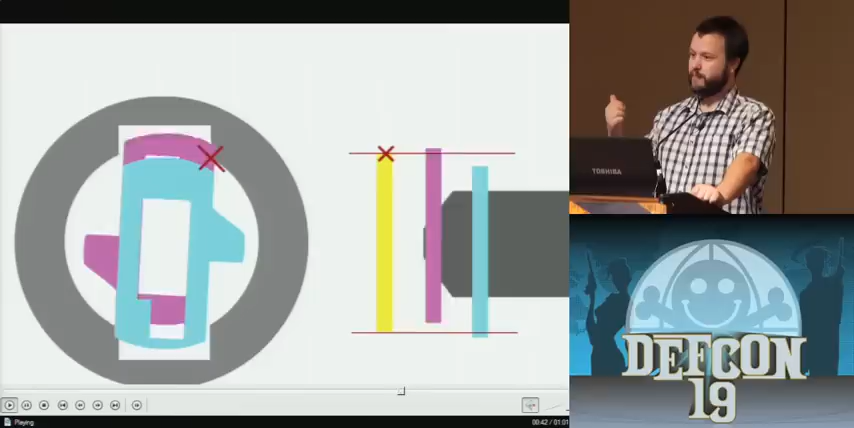 TOSHIBA
DEFCON
19
Playing
00:42 / 01:01